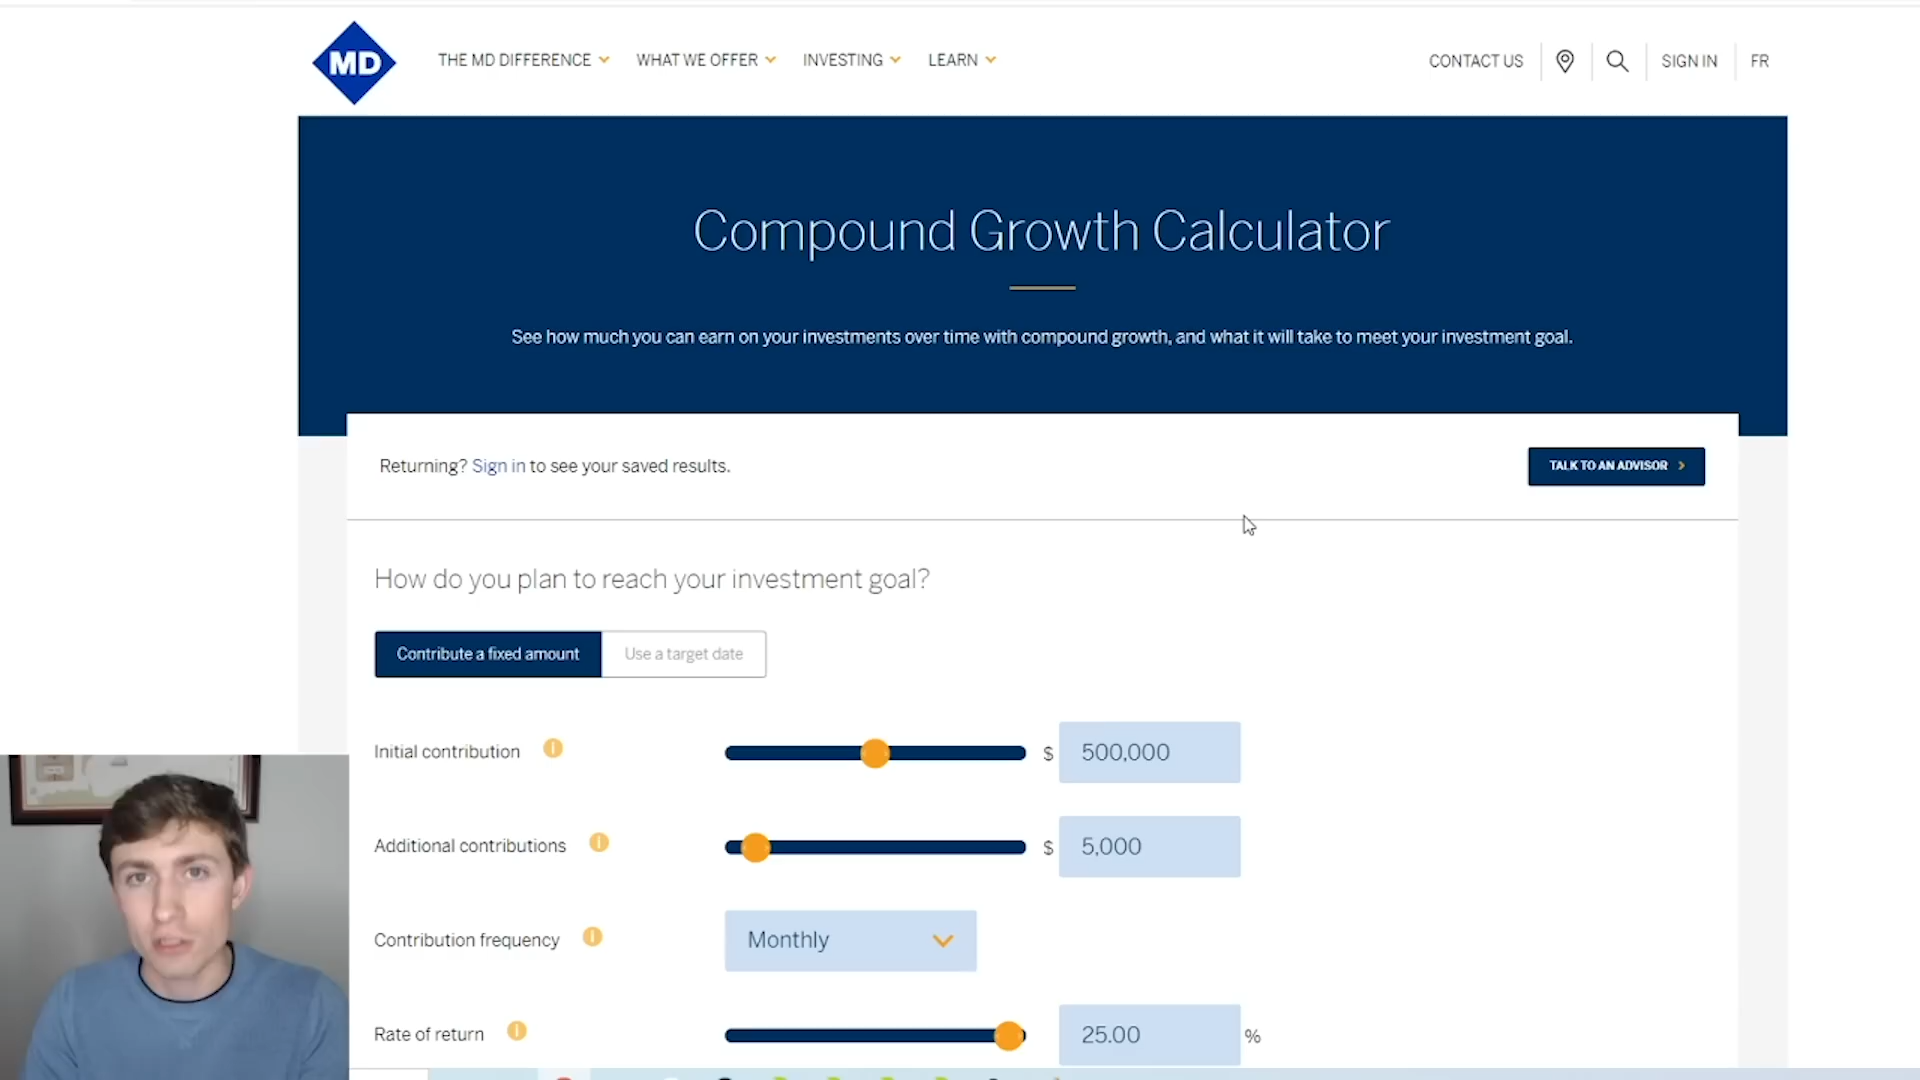 MD
THE MD DIFFERENCE
WHAT WE OFFER
INVESTING
LEARN
CONTACT US
SIGN IN
FR
Compound Growth Calculator
See how much you can earn on your investments over time with compound growth, and what it will take to meet your investment goal.
Returning? Sign in to see your saved results.
TALK TO AN ADVISOR
How do you plan to reach your investment goal?
Contribute a fixed amount
Use a target date
Initial contribution
$ 500,000
Additional contributions
$ 5,000
Contribution frequency
Monthly
Rate of return
25.00 %